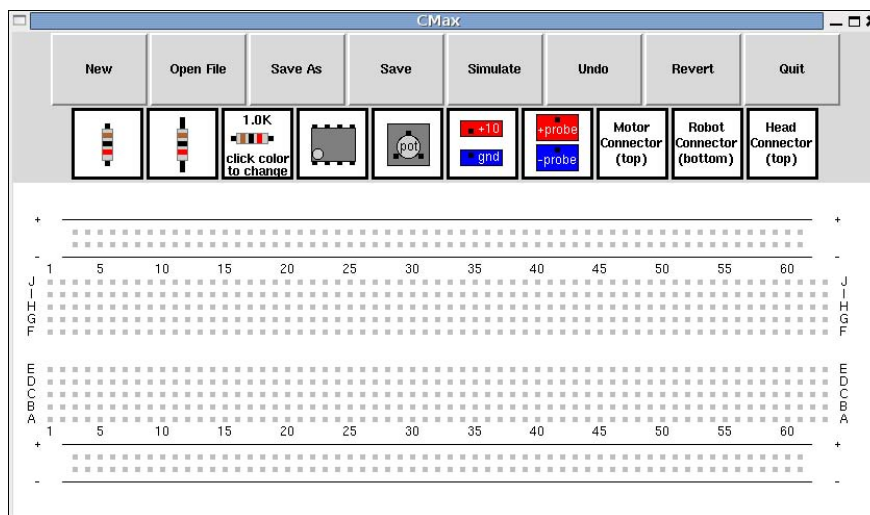 CMax
New Open File Save As Save Simulate Undo Revert Quit
1.0K
click color
to change
pot
+10
gnd
+probe
-probe
Motor
Connector
(top)
Robot
Connector
(bottom)
Head
Connector
(top)
+ +
- -
1 5 10 15 20 25 30 35 40 45 50 55 60
J J
I I
H H
G G
F F
E E
D D
C C
B B
A A
1 5 10 15 20 25 30 35 40 45 50 55 60
+ +
- -